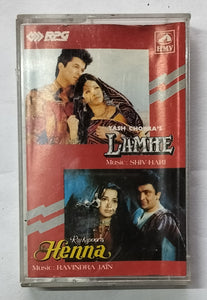 RPG
HMV
YASH CHOPRA'S
LAMHE
Music: SHIV-HARI
Raj Kapoor's
Henna
Music: RAVINDRA JAIN